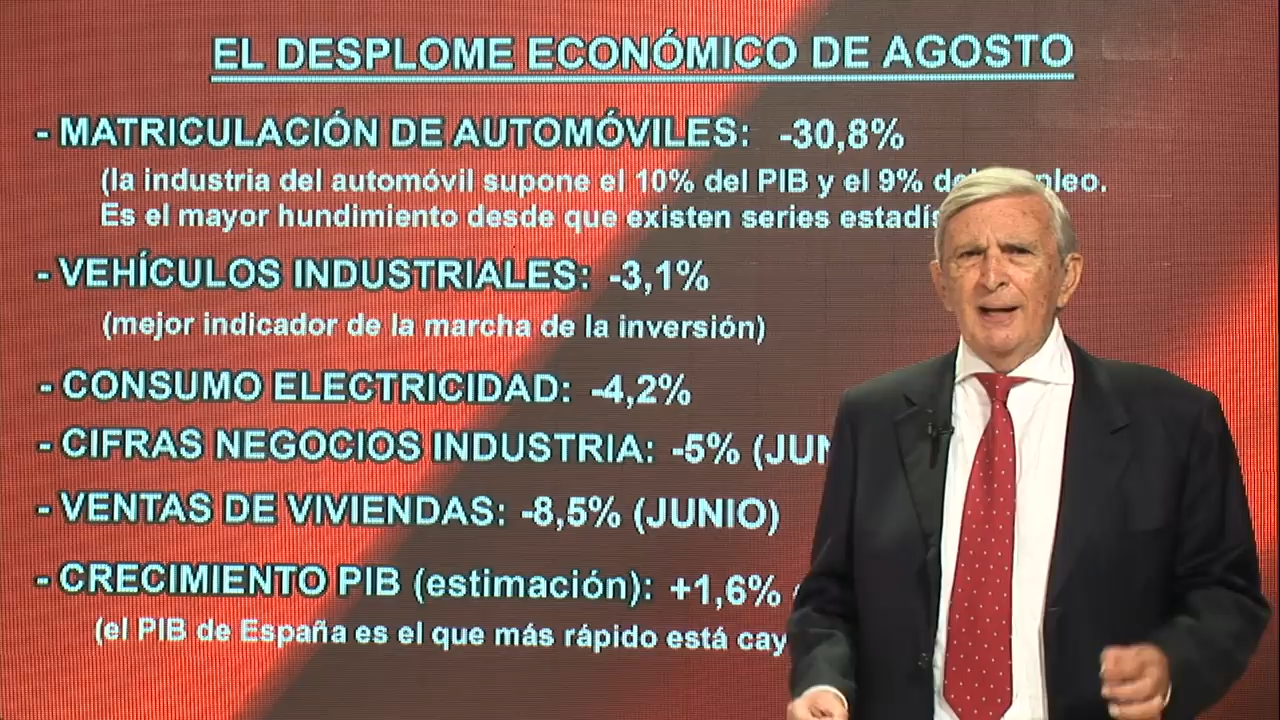 EL DESPLOME ECONÓMICO DE AGOSTO
- MATRICULACIÓN DE AUTOMÓVILES: -30,8%
(la industria del automóvil supone el 10% del PIB y el 9%
Es el mayor hundimiento desde que existen series
- VEHÍCULOS INDUSTRIALES: -3,1%
(mejor indicador de la marcha de la inversión)
- CONSUMO ELECTRICIDAD: -4,2%
- CIFRAS NEGOCIOS INDUSTRIA: -5%
- VENTAS DE VIVIENDAS: -8,5% (JUNIO)
- CRECIMIENTO PIB (estimación): +1,6%
(el PIB de España es el que más rápido está